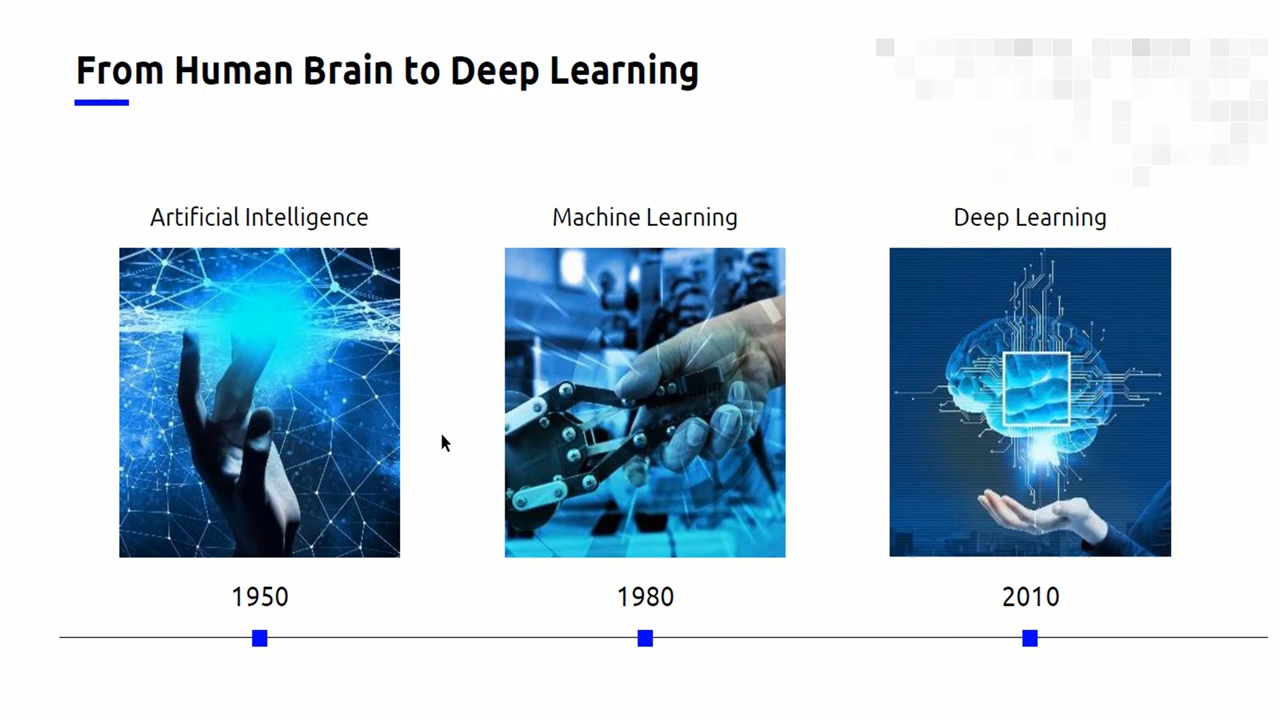 From Human Brain to Deep Learning
Artificial Intelligence
Machine Learning
Deep Learning
1950
1980
2010